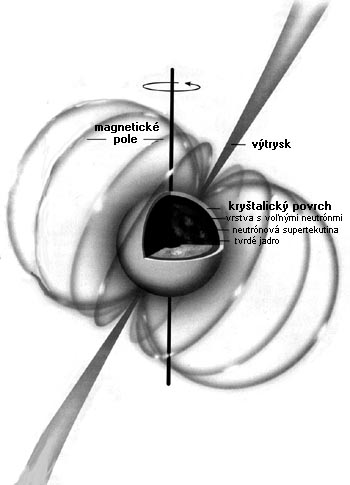 magnetické
pole
výtrysk
kryštalický povrch
vrstva s voľnými neutrónmi
neutrónová supertekutina
tvrdé jadro